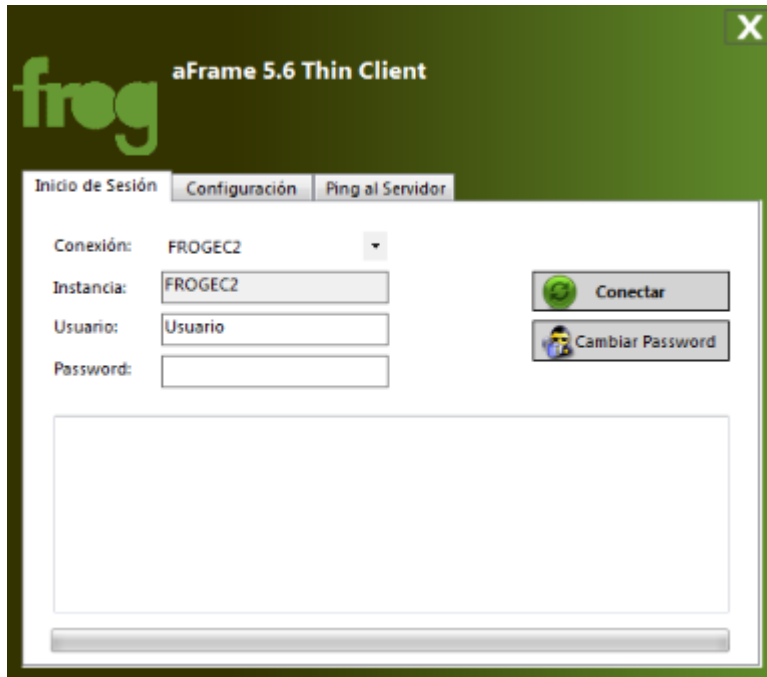 X
frog
aFrame 5.6 Thin Client
Inicio de Sesión Configuración Ping al Servidor
Conexión: FROGEC2
Instancia: FROGEC2
Conectar
Usuario: Usuario
Cambiar Password
Password: